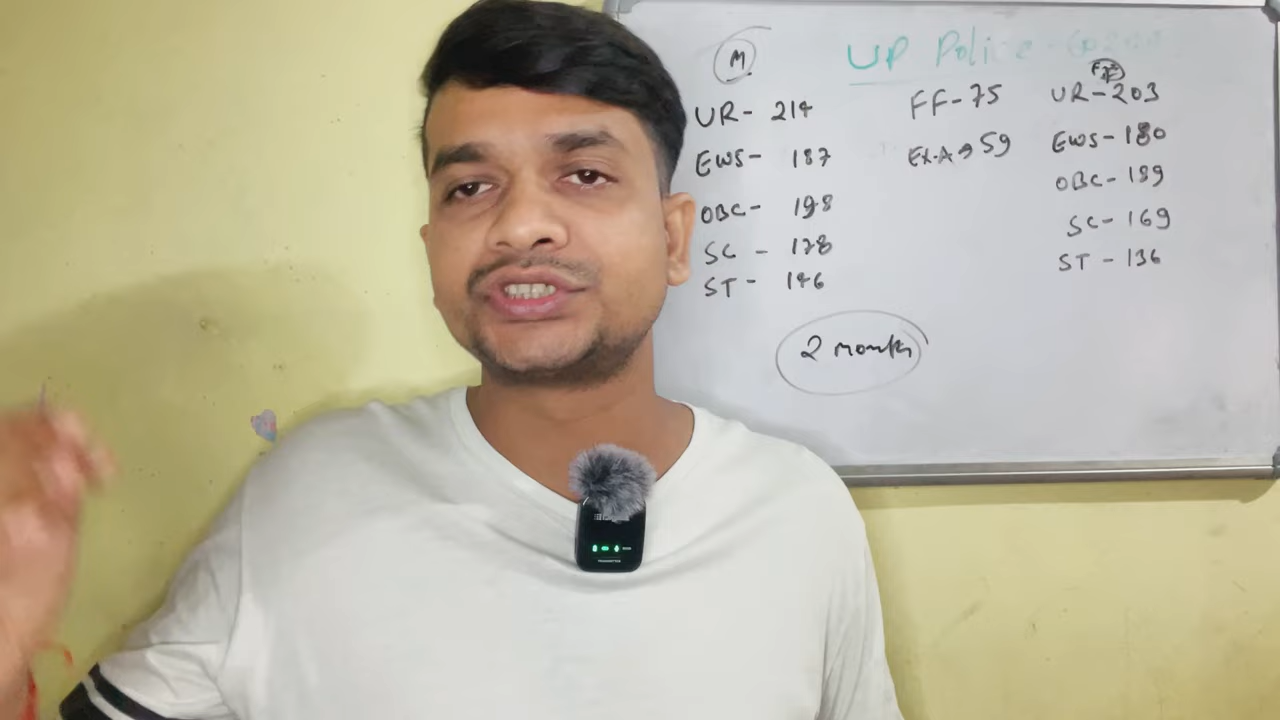 UP Police
M
UR - 214
EWS - 187
OBC - 198
SC - 178
ST - 146
FF - 75
EX-A → 59
F
UR - 203
EWS - 180
OBC - 189
SC - 169
ST - 136
2 month